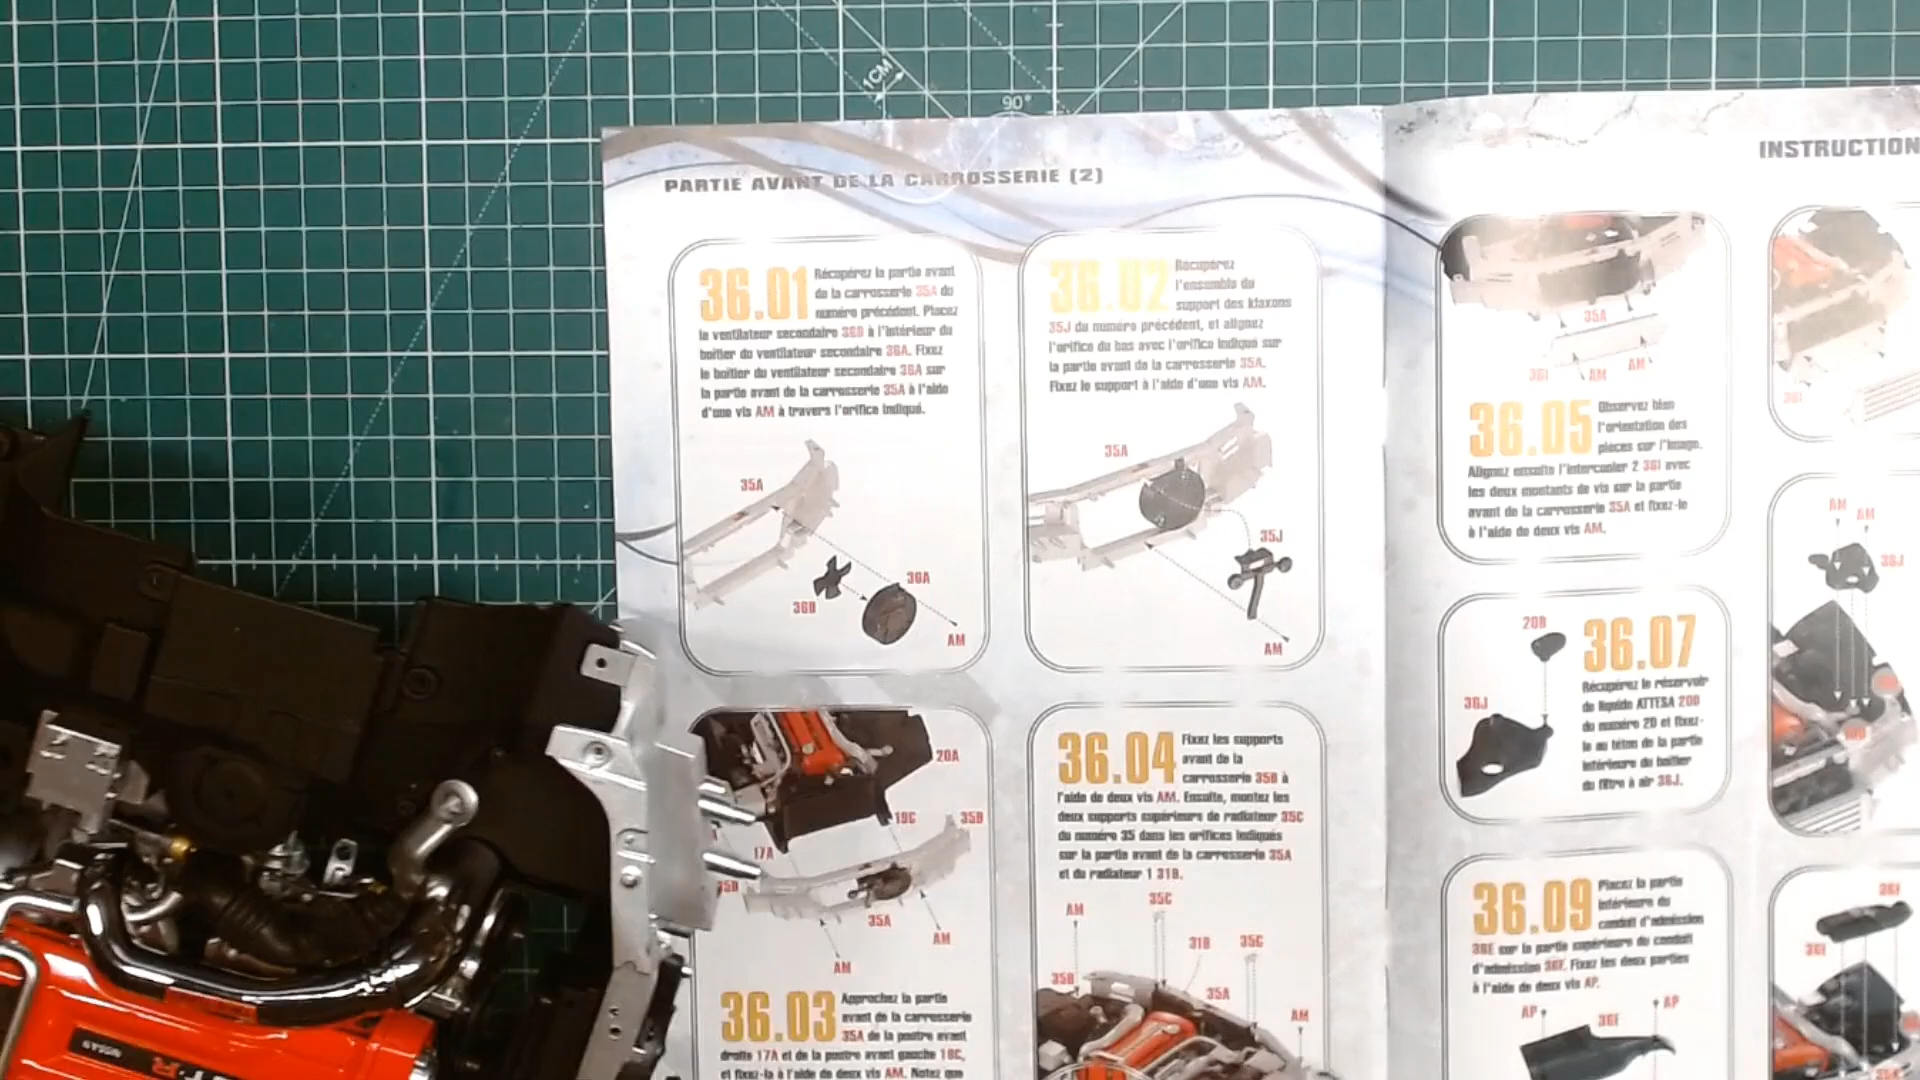 1CM
90°
PARTIE AVANT DE LA CARROSSERIE (2)
INSTRUCTION
36.01
Récupérez la partie avant
de la carrosserie 35A du
numéro précédent. Placez
le ventilateur secondaire 36B à l'intérieur du
boîtier du ventilateur secondaire 36A. Fixez
le boîtier du ventilateur secondaire 36A sur
la partie avant de la carrosserie 35A à l'aide
d'une vis AM à travers l'orifice indiqué.
35A
36A
36B
AM
36.02
Récupérez
l'ensemble du
support des klaxons
35J du numéro précédent, et alignez
l'orifice du bas avec l'orifice indiqué sur
la partie avant de la carrosserie 35A.
Fixez le support à l'aide d'une vis AM.
35A
35J
AM
20A
19C
35B
17A
35D
35A
AM
AM
36.03
Approchez la partie
avant de la carrosserie
35A de la poutre avant
droite 17A et de la poutre avant gauche 19C,
et fixez-la à l'aide de deux vis AM. Notez que
36.04
Fixez les supports
avant de la
carrosserie 35B à
l'aide de deux vis AM. Ensuite, montez les
deux supports supérieurs de radiateur 35C
du numéro 35 dans les orifices indiqués
sur la partie avant de la carrosserie 35A
et du radiateur 1 31B.
35C
AM
31B
35C
35B
35A
AM
35A
36I
AM
AM
36.05
Observez bien
l'orientation des
pièces sur l'image.
Alignez ensuite l'intercooler 2 36I avec
les deux montants de vis sur la partie
avant de la carrosserie 35A et fixez-le
à l'aide de deux vis AM.
36I
20B
36J
36.07
Récupérez le réservoir
de liquide ATTESA 20B
du numéro 20 et fixez-
le au téton de la partie
intérieure du boîtier
du filtre à air 36J.
AM
AM
36J
36.09
Placez la partie
intérieure du
conduit d'admission
36E sur la partie supérieure du conduit
d'admission 36F. Fixez les deux parties
à l'aide de deux vis AP.
AP
AP
NISSAN